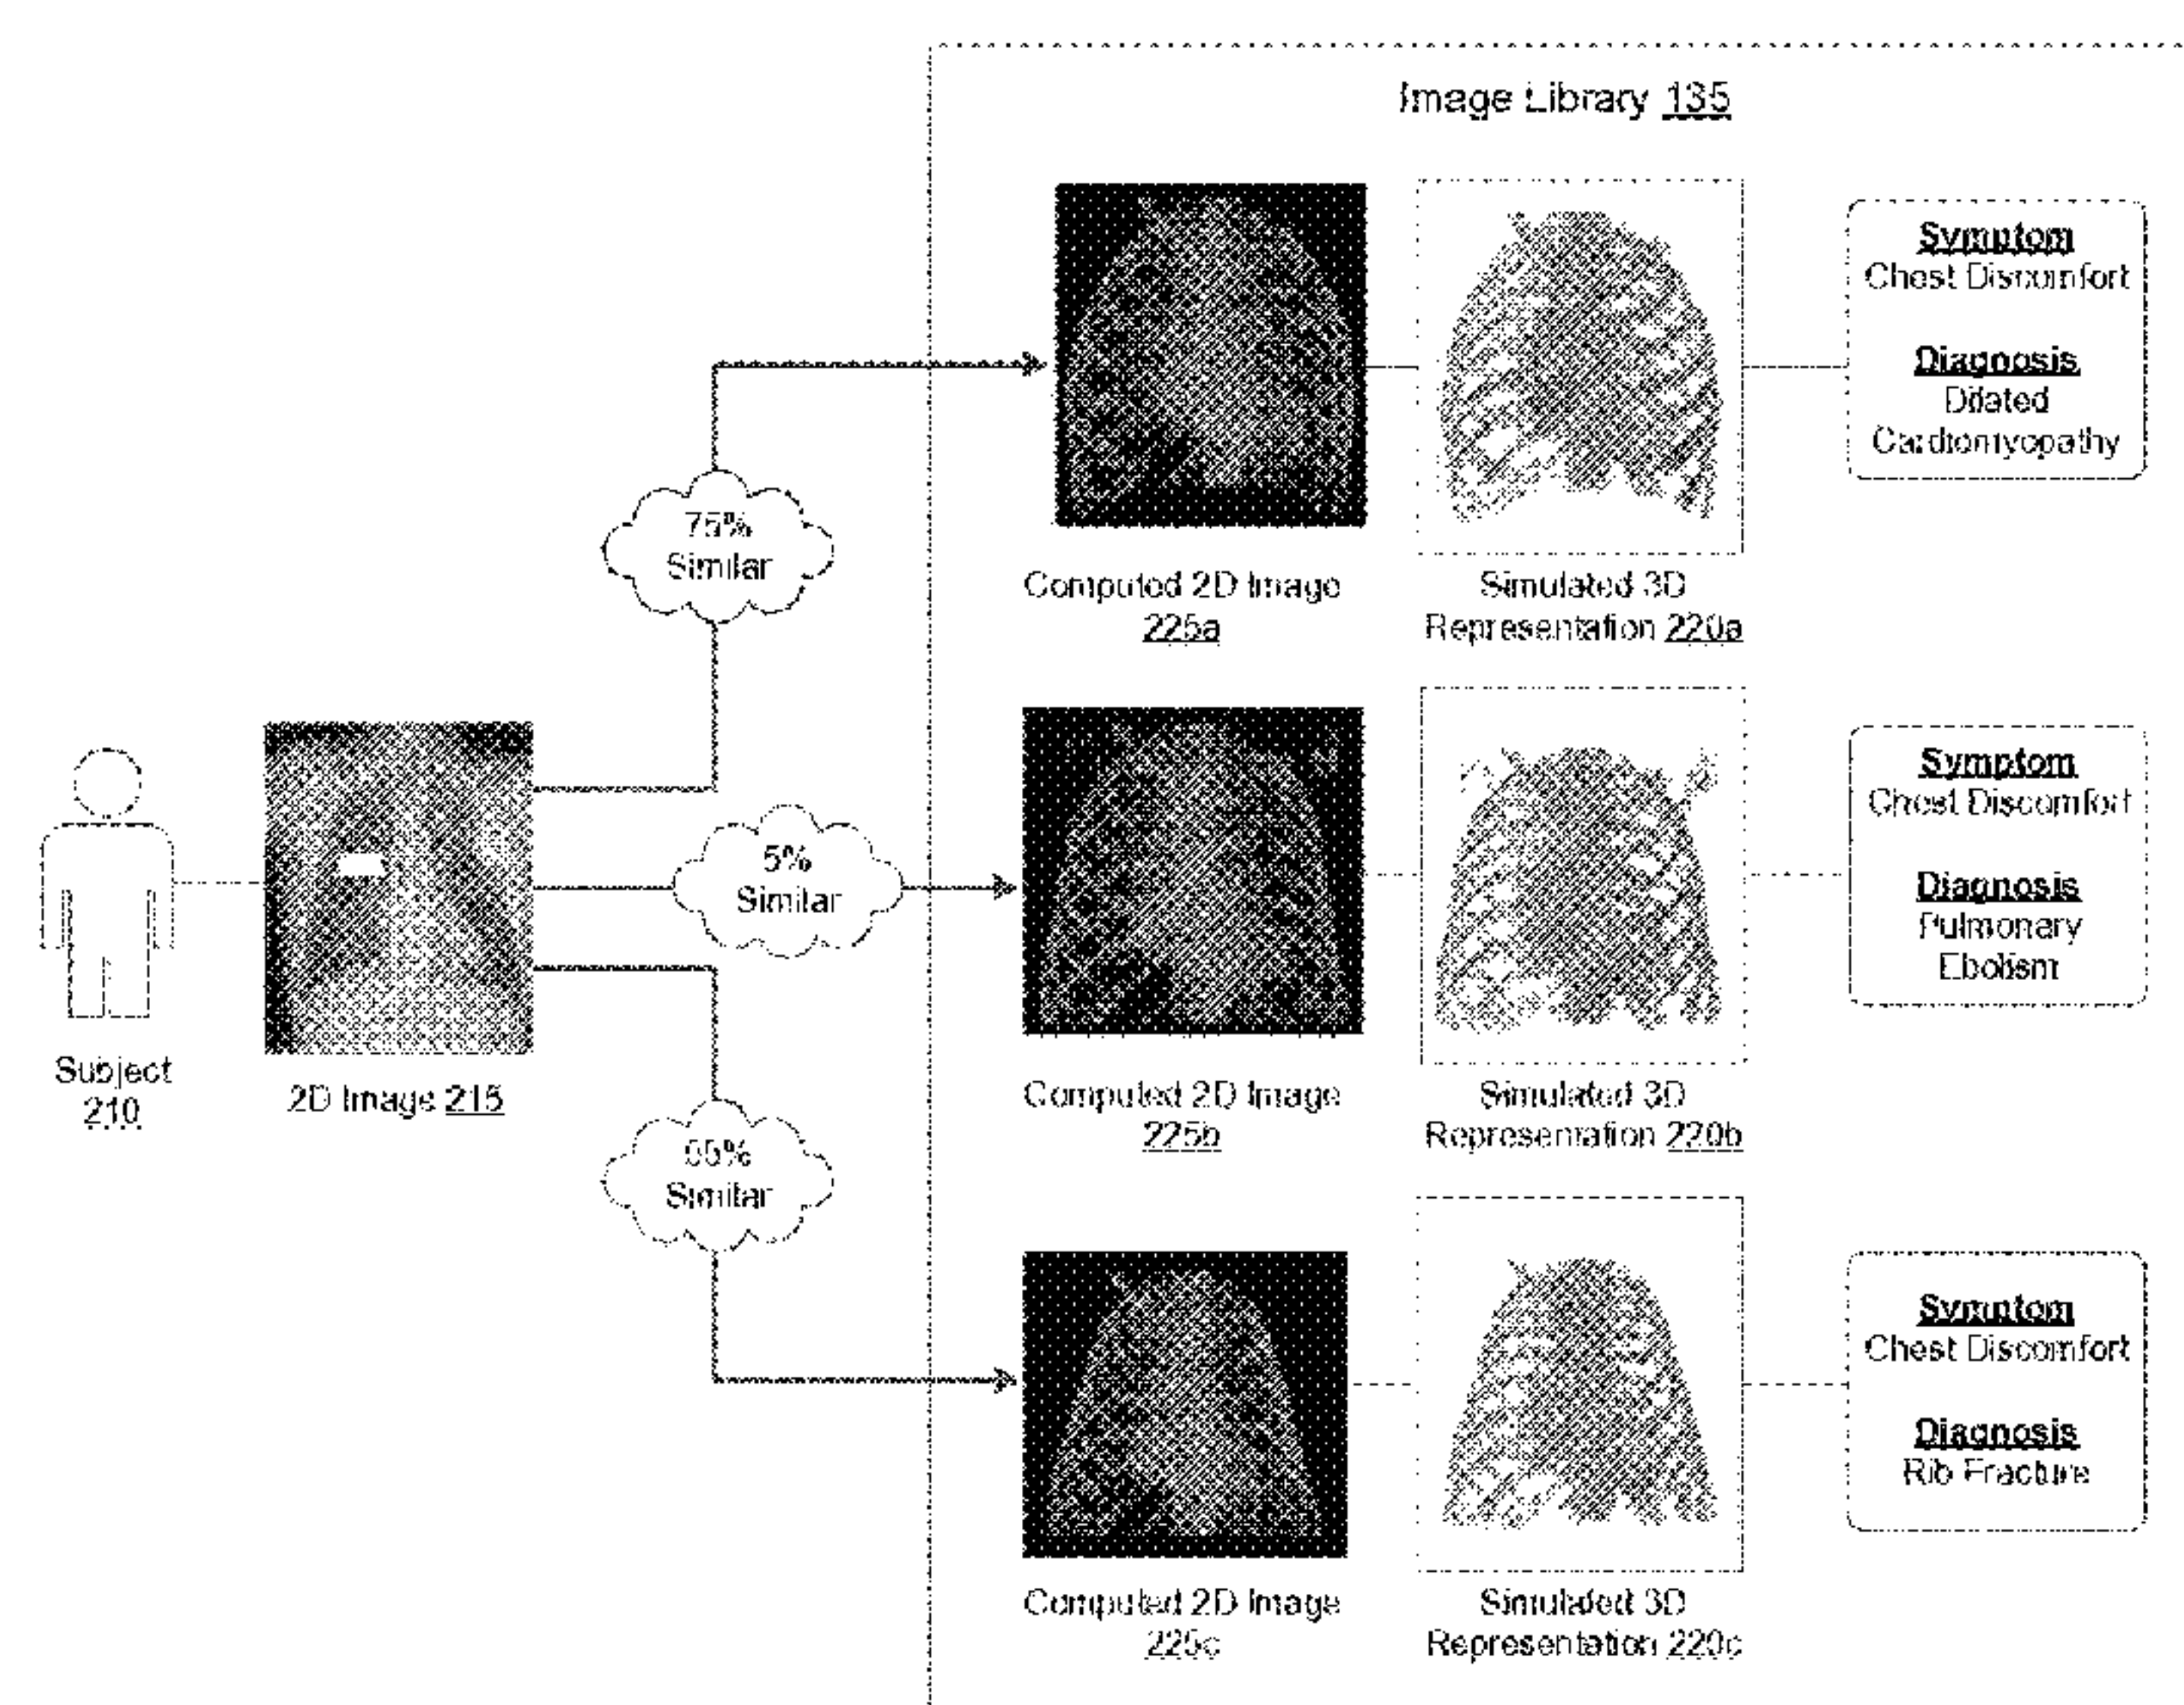 Image Library 135
Symptom
Chest Discomfort
Diagnosis
Dilated
Cardiomyopathy
75%
Similar
Computed 2D Image
225a
Simulated 3D
Representation 220a
Symptom
Chest Discomfort
Diagnosis
Pulmonary
Ebolism
5%
Similar
Subject
210
2D Image 215
Computed 2D Image
225b
Simulated 3D
Representation 220b
Similar
Symptom
Chest Discomfort
Diagnosis
Rib Fracture
Computed 2D Image
225c
Simulated 3D
Representation 220c